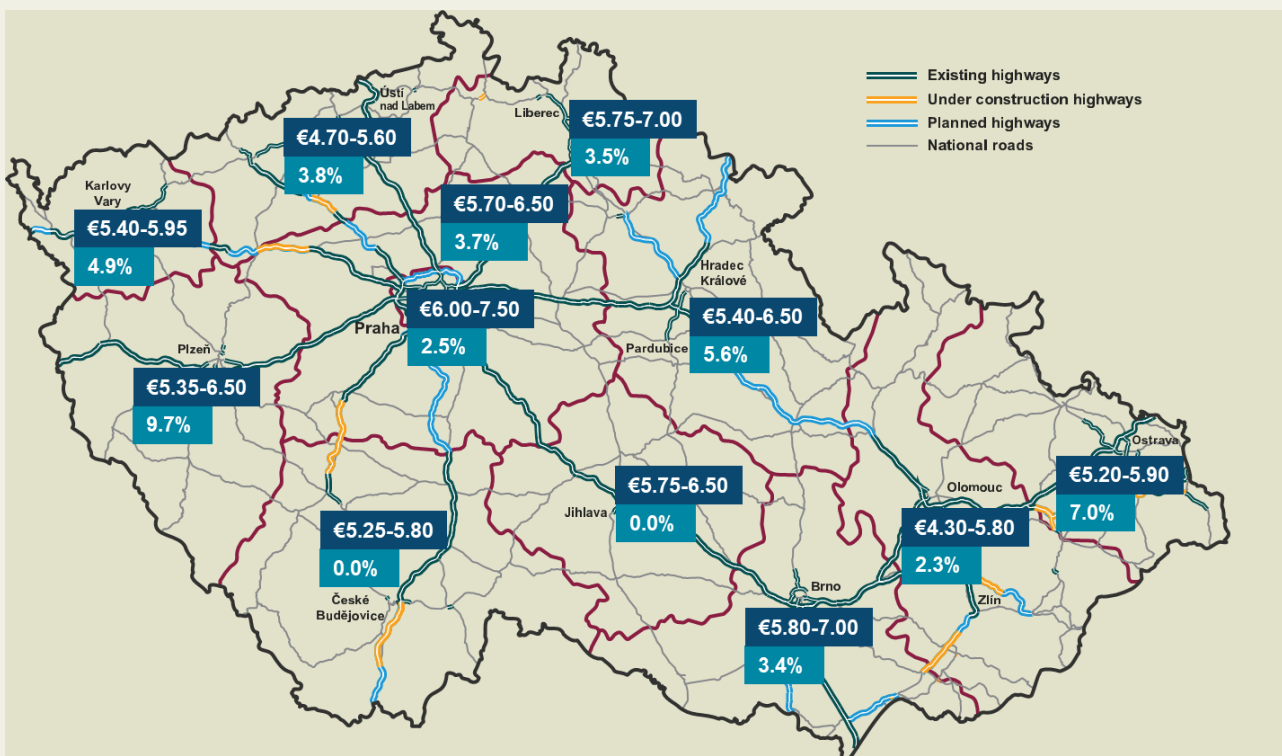 Existing highways
Under construction highways
Planned highways
National roads
Ústí
nad Labem
€4.70-5.60
3.8%
Liberec
€5.75-7.00
3.5%
Karlovy
Vary
€5.40-5.95
4.9%
€5.70-6.50
3.7%
Hradec
Králové
Praha
€6.00-7.50
2.5%
€5.40-6.50
5.6%
Pardubice
Plzeň
€5.35-6.50
9.7%
Ostrava
€5.20-5.90
7.0%
€5.75-6.50
0.0%
Jihlava
Olomouc
€4.30-5.80
2.3%
€5.25-5.80
0.0%
České
Budějovice
Brno
Zlín
€5.80-7.00
3.4%